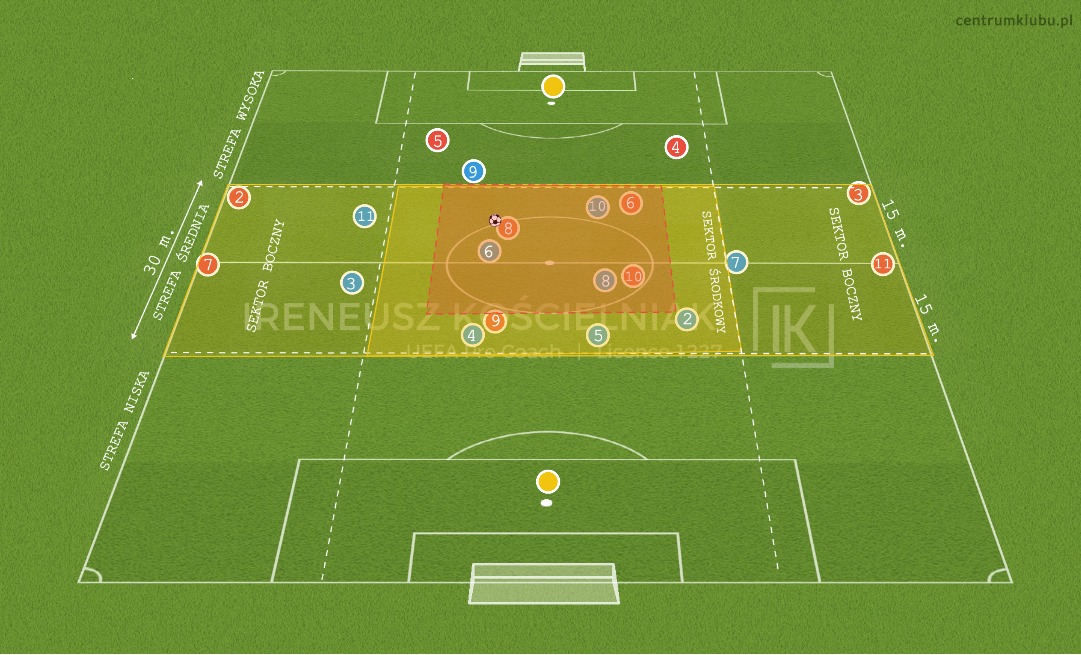 centrumklubu.pl
STREFA WYSOKA
5
4
9
2
3
11
10
6
8
15 m.
STREFA ŚREDNIA
30 m.
SEKTOR BOCZNY
SEKTOR ŚRODKOWY
SEKTOR BOCZNY
6
7
7
11
3
8
10
15 m.
IRENEUSZ KOŚCIELNIAK
IK
9
2
4
5
UEFA Pro Coach | Licence 1227
STREFA NISKA